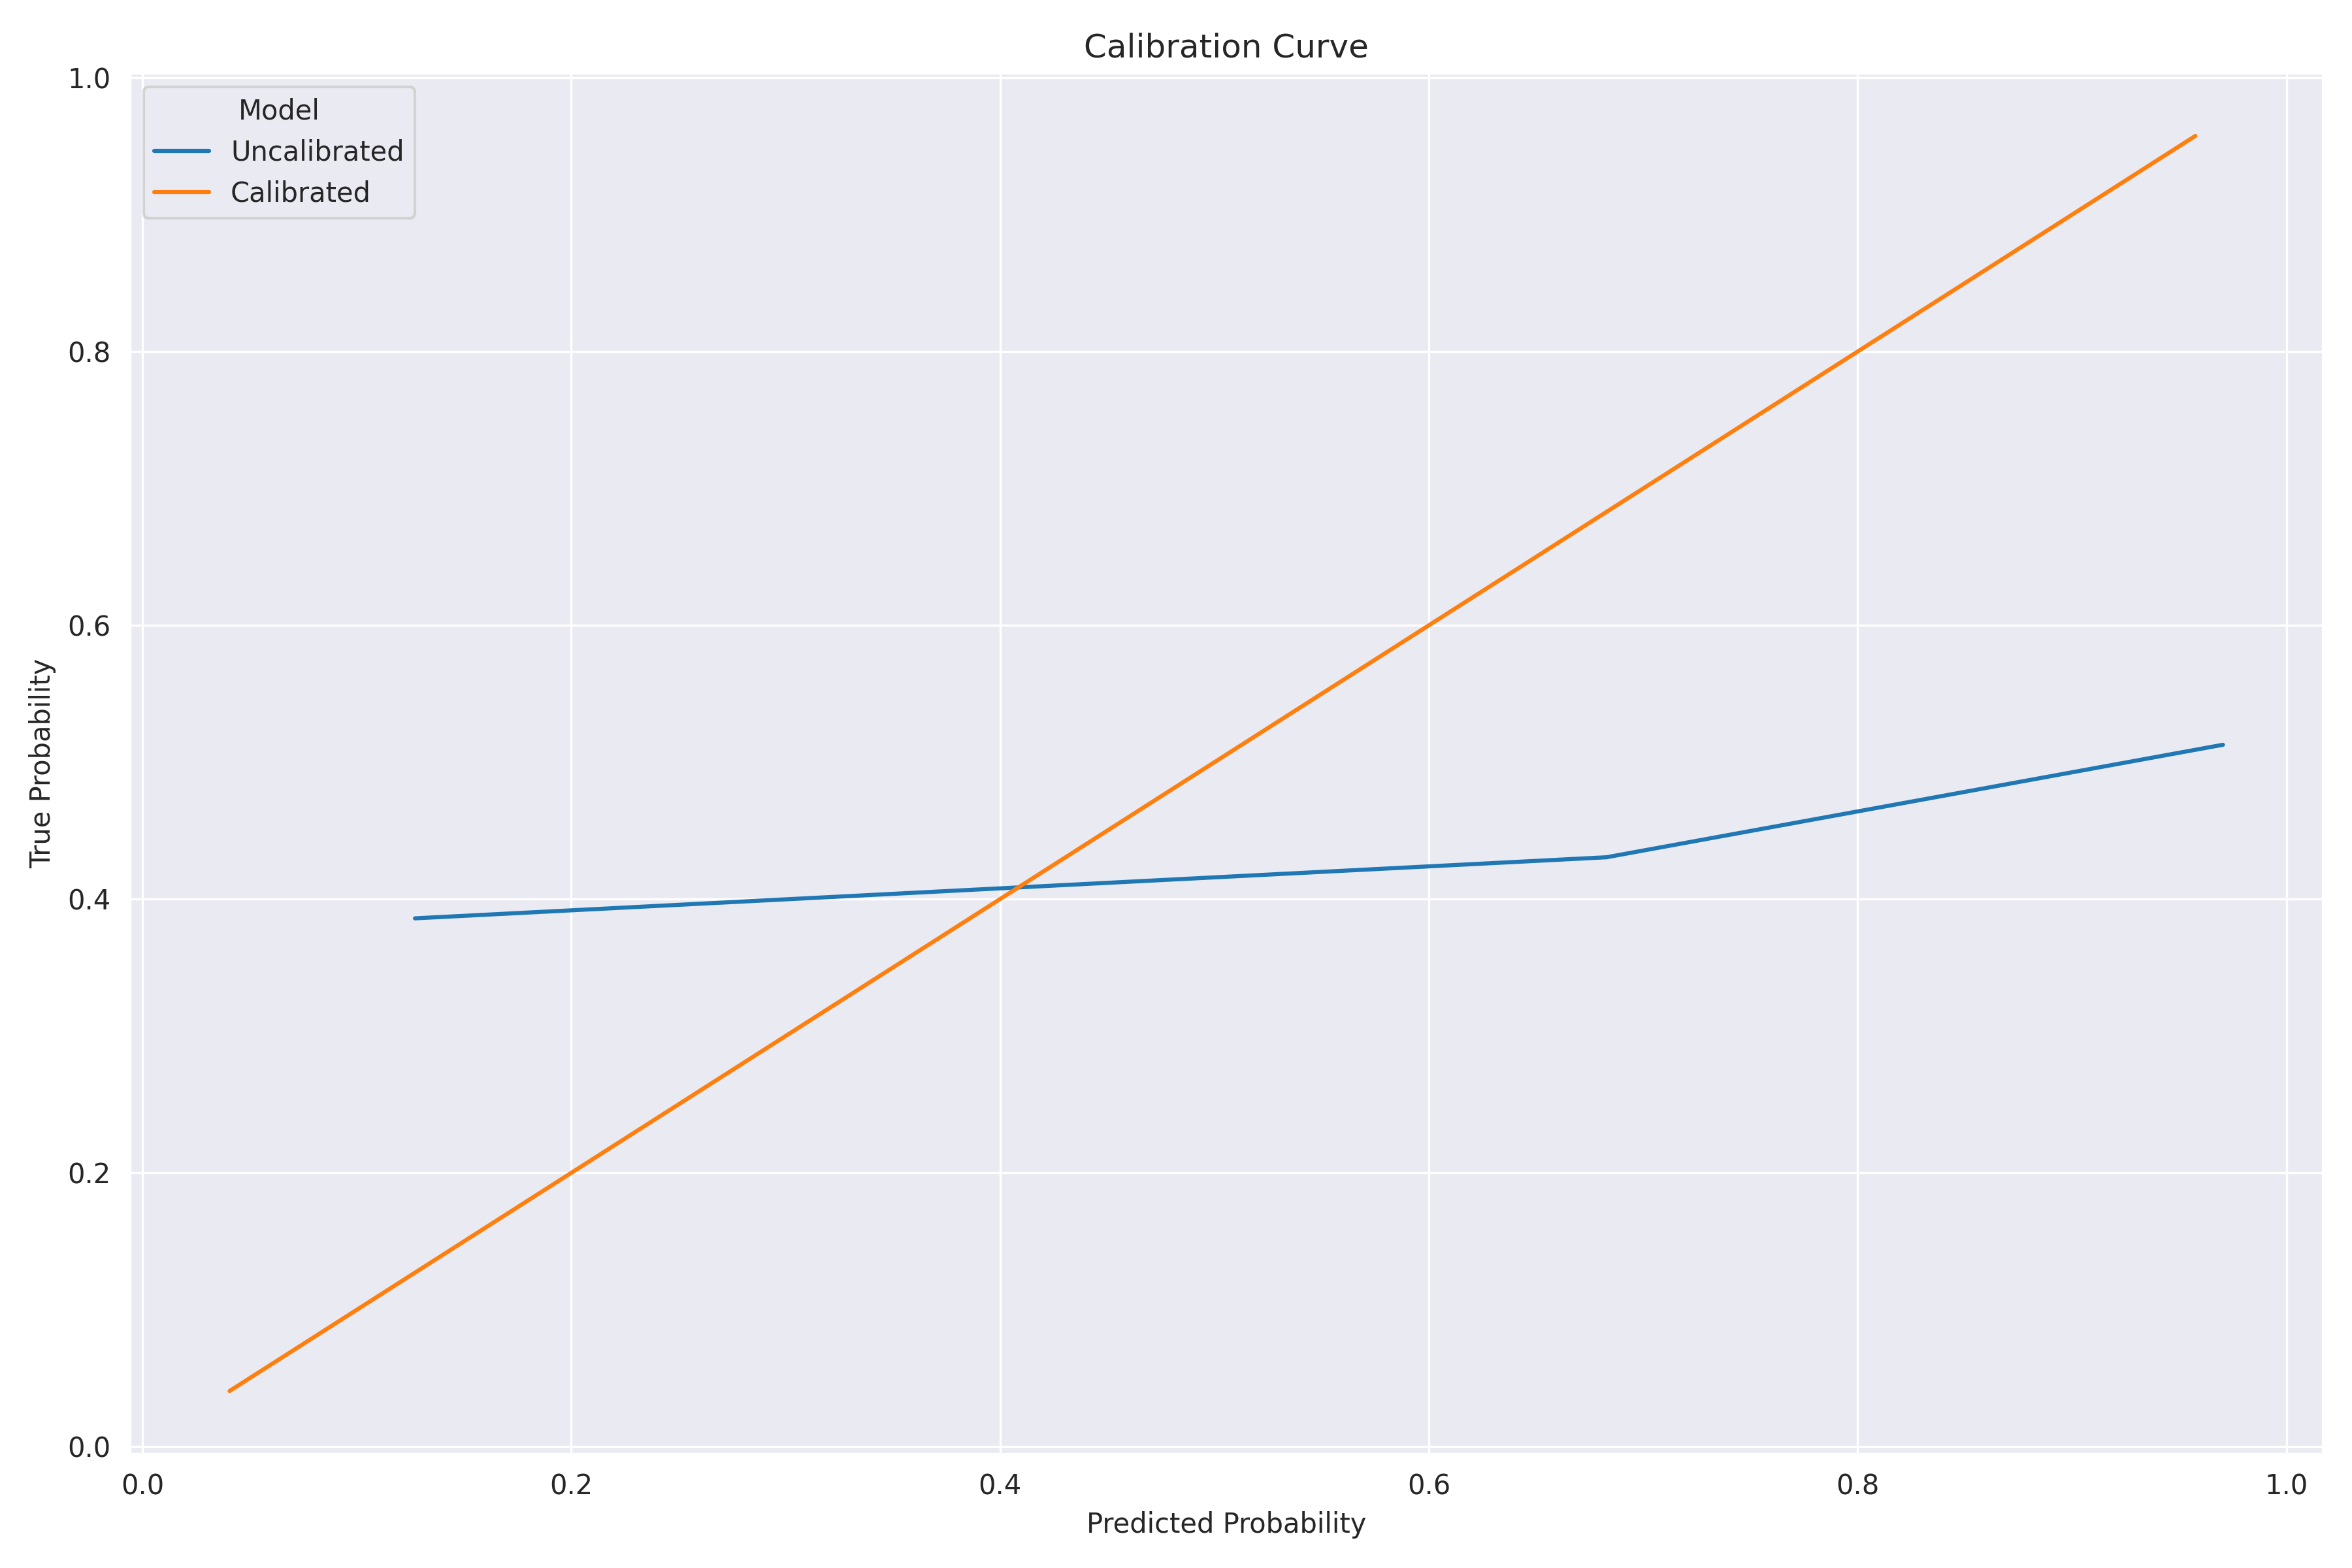 Calibration Curve
Model
Uncalibrated
Calibrated
1.0
0.8
0.6
0.4
0.2
0.0
True Probability
0.0 0.2 0.4 0.6 0.8 1.0
Predicted Probability